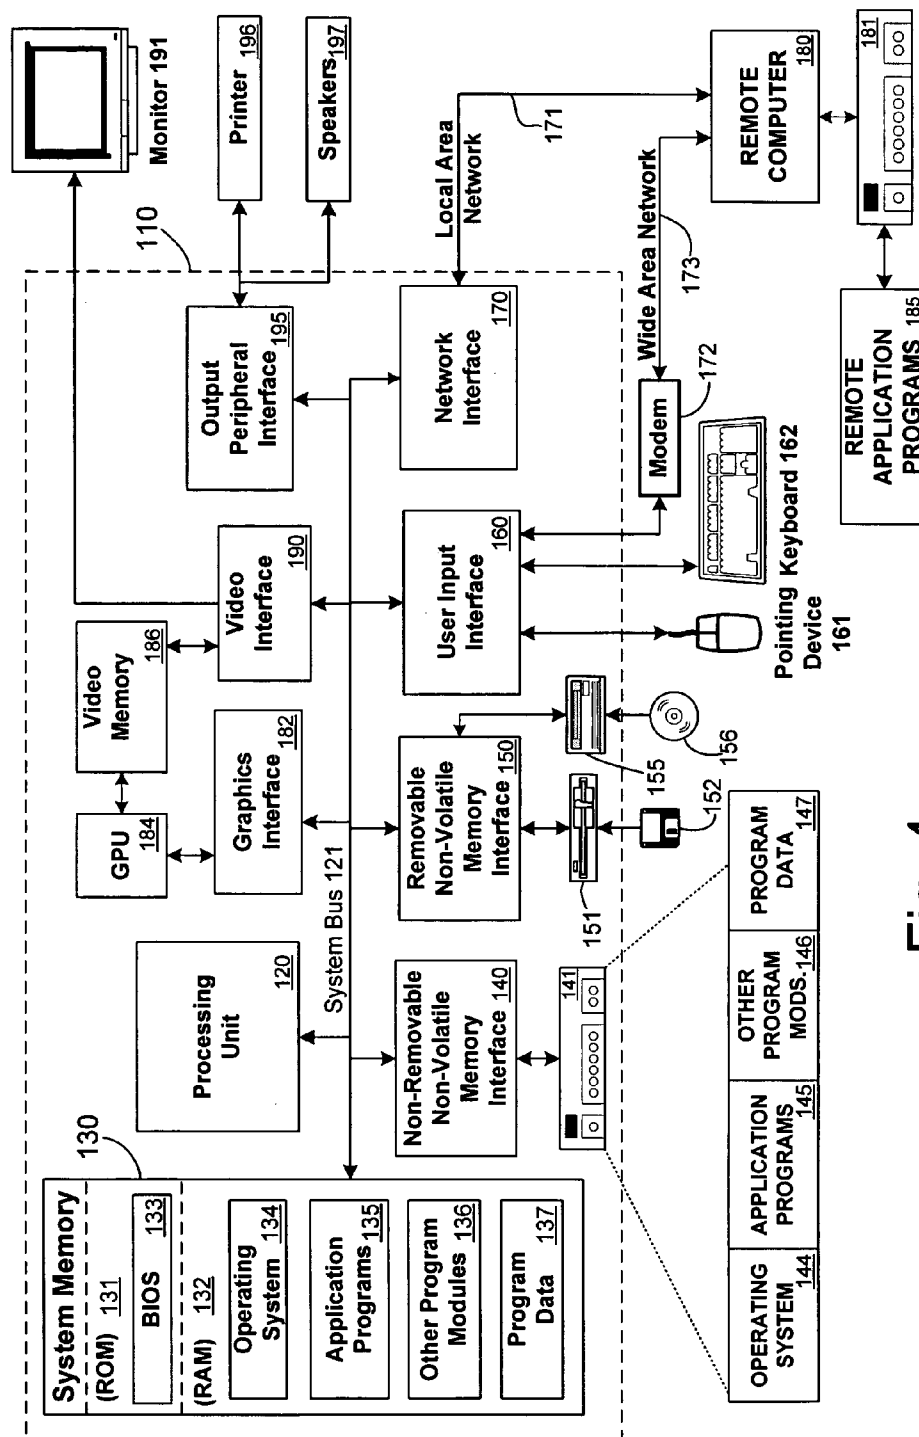 System Memory
(ROM) 131
BIOS 133
(RAM) 132
Operating
System 134
Application
Programs 135
Other Program
Modules 136
Program
Data 137
130
Processing
Unit
120
System Bus 121
GPU
184
Video
Memory
186
Graphics
Interface 182
Video
Interface 190
Output
Peripheral
Interface 195
110
Monitor 191
Printer
196
Speakers 197
Non-Removable
Non-Volatile
Memory
Interface 140
Removable
Non-Volatile
Memory
Interface 150
User Input
Interface 160
Network
Interface 170
Local Area
Network
171
Wide Area Network
173
Modem
172
141
151
152
155
156
Pointing
Device
161
Keyboard 162
REMOTE
COMPUTER
180
181
REMOTE
APPLICATION
PROGRAMS 185
OPERATING
SYSTEM 144
APPLICATION
PROGRAMS 145
OTHER
PROGRAM
MODS. 146
PROGRAM
DATA 147